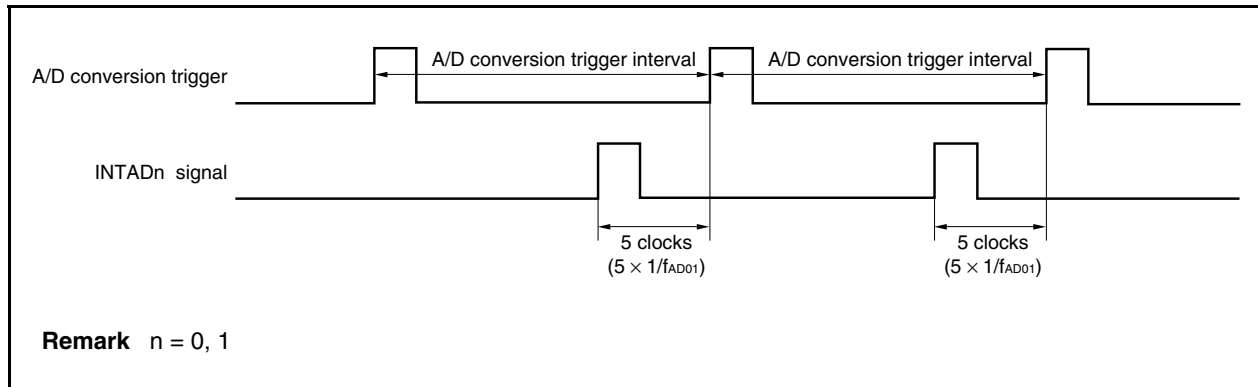 A/D conversion trigger interval
A/D conversion trigger interval
A/D conversion trigger
INTADn signal
5 clocks
(5 × 1/fAD01)
5 clocks
(5 × 1/fAD01)
Remark n = 0, 1